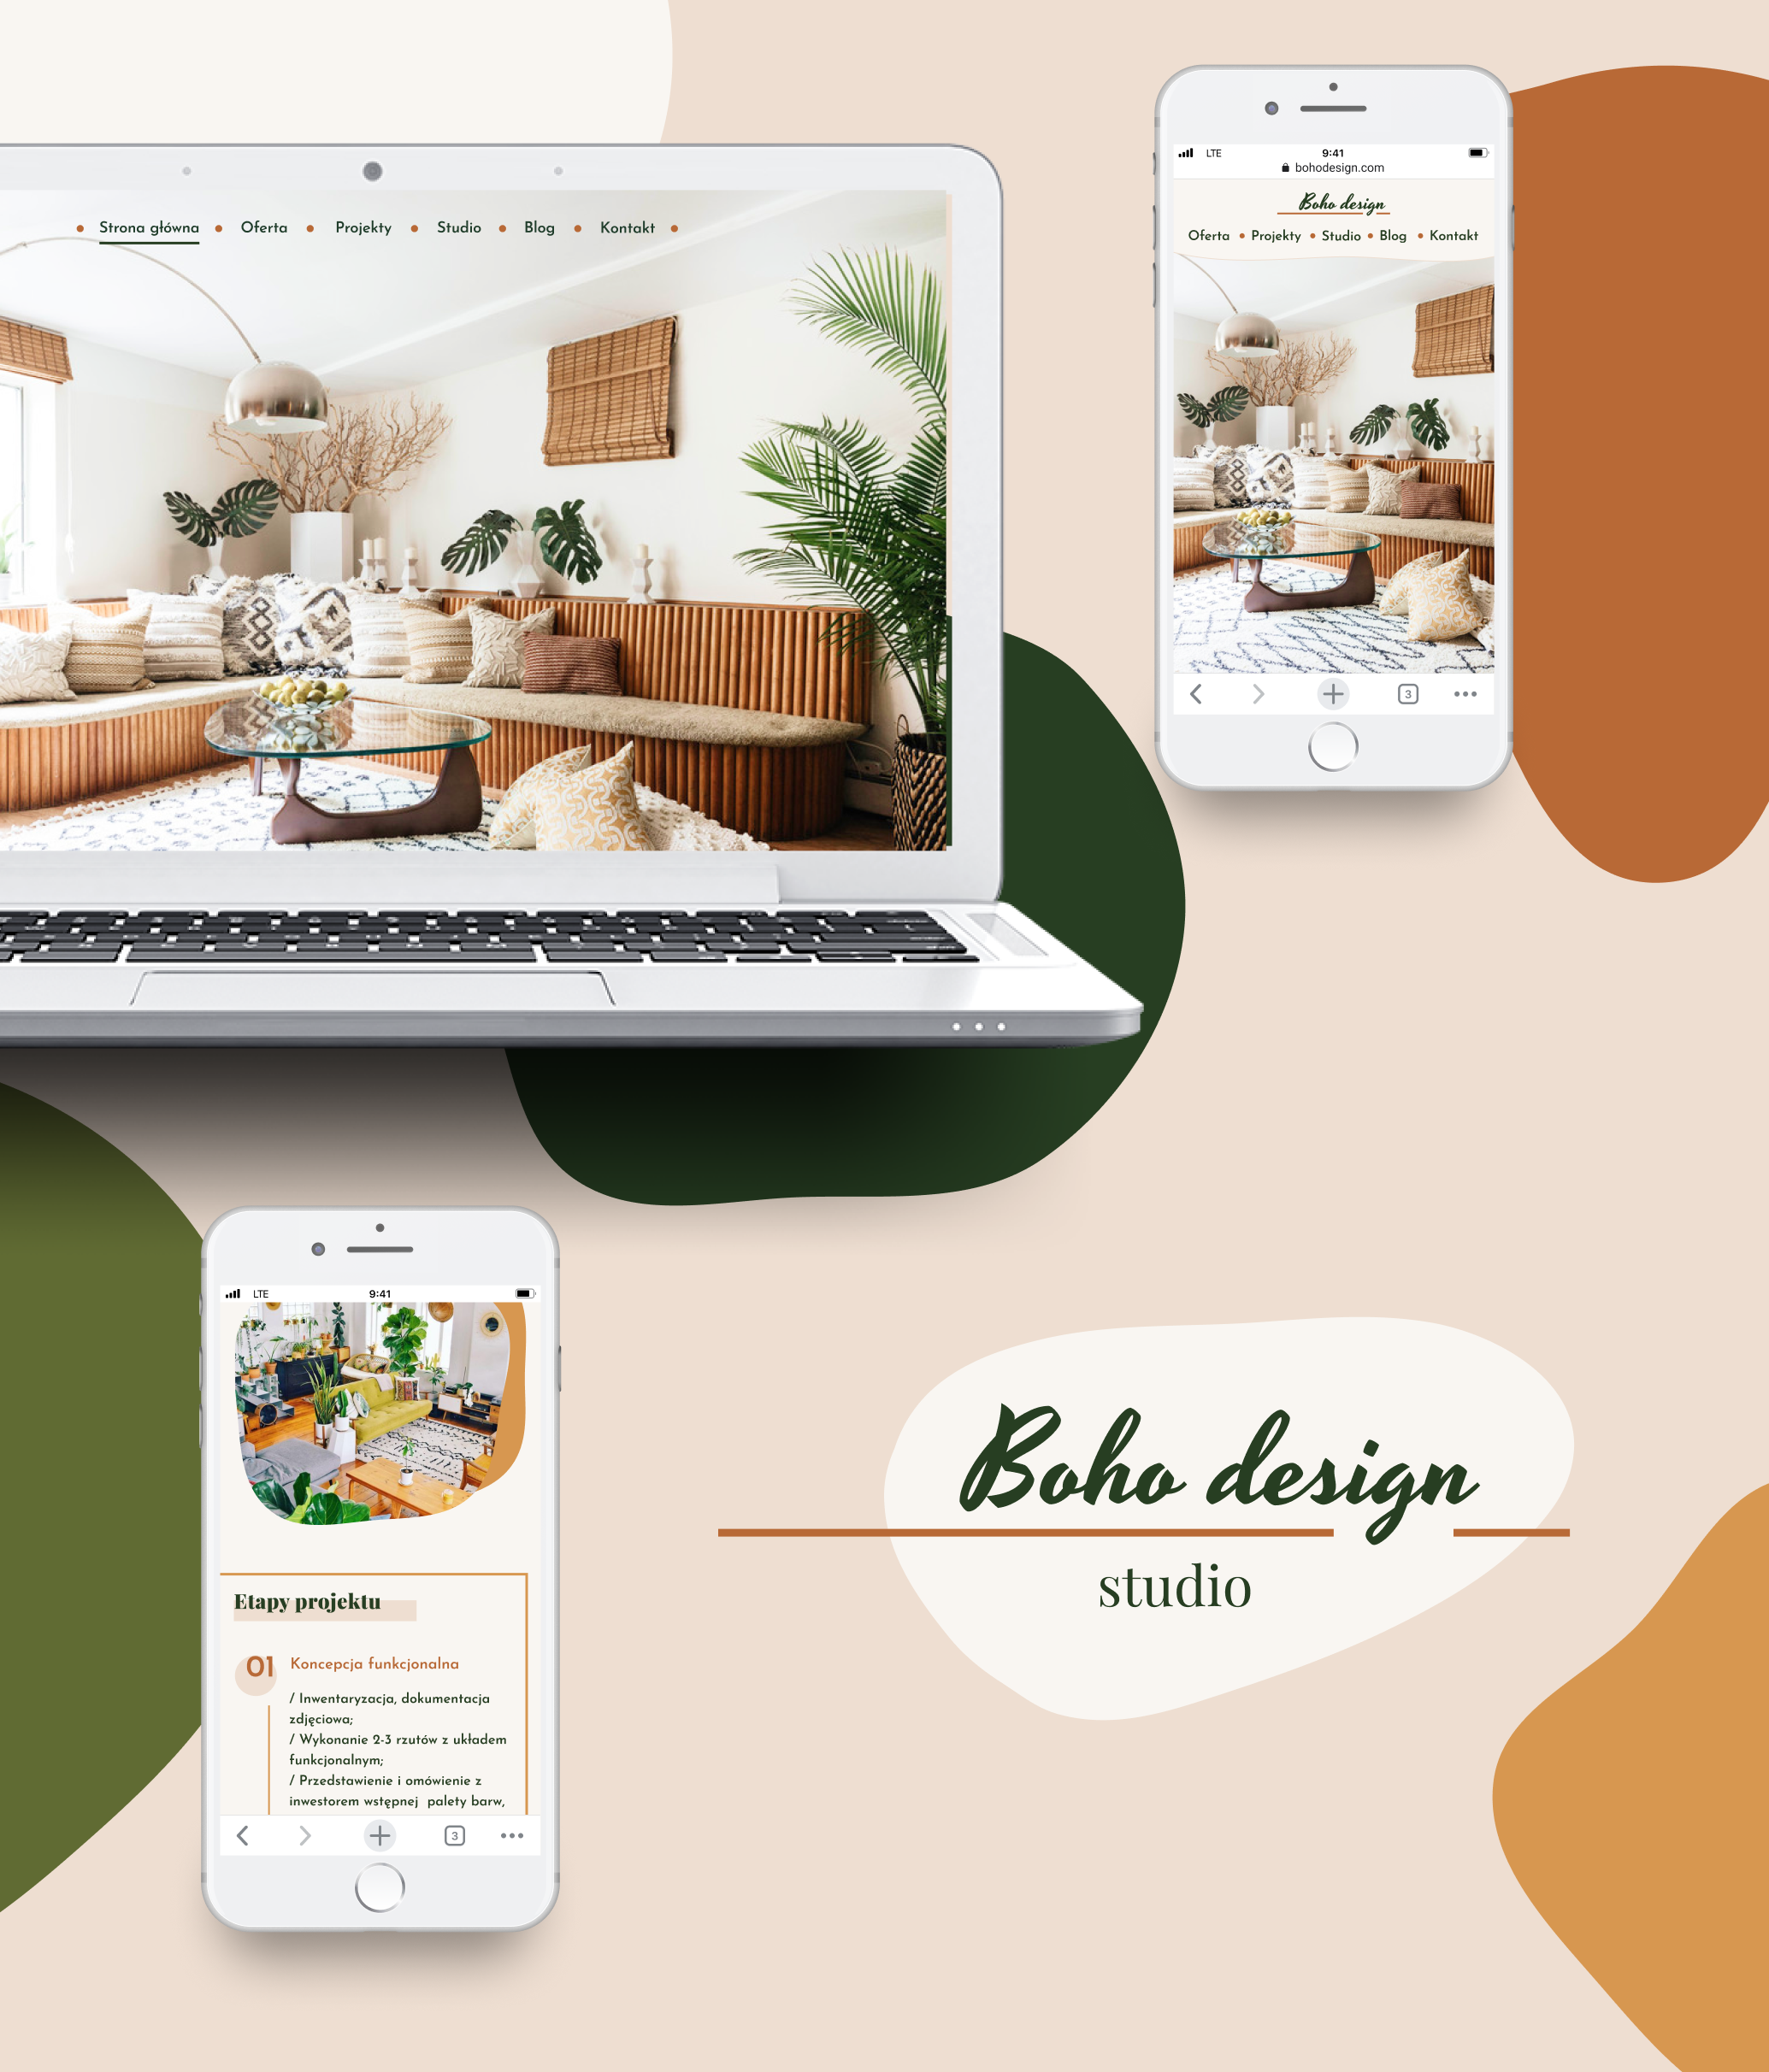 Strona główna • Oferta • Projekty • Studio • Blog • Kontakt
LTE 9:41
bohodesign.com
Boho design
Oferta • Projekty • Studio • Blog • Kontakt
3
LTE 9:41
Etapy projektu
01 Koncepcja funkcjonalna
/ Inwentaryzacja, dokumentacja
zdjęciowa;
/ Wykonanie 2-3 rzutów z układem
funkcjonalnym;
/ Przedstawienie i omówienie z
inwestorem wstępnej palety barw,
3
Boho design
studio